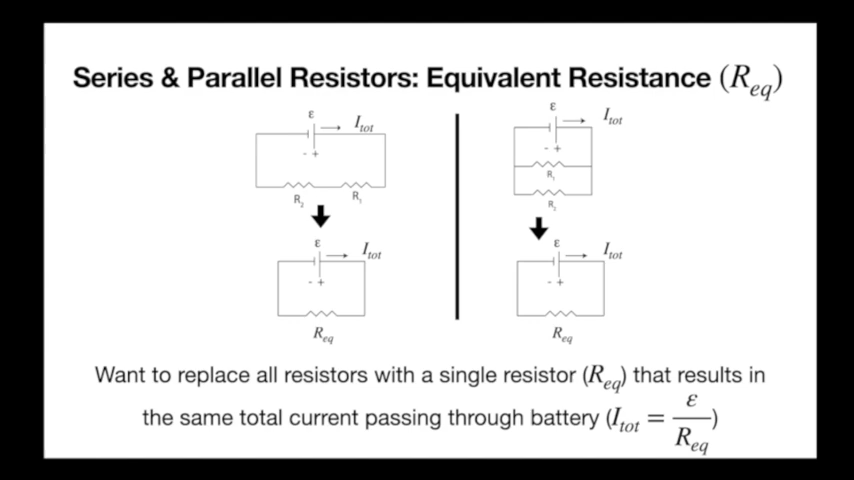 Series & Parallel Resistors: Equivalent Resistance (R_eq)
ε
I_tot
- +
R₂
R₁
ε
I_tot
- +
R_eq
ε
I_tot
- +
R₁
R₂
ε
I_tot
- +
R_eq
Want to replace all resistors with a single resistor (R_eq) that results in
the same total current passing through battery (I_tot = ε / R_eq)